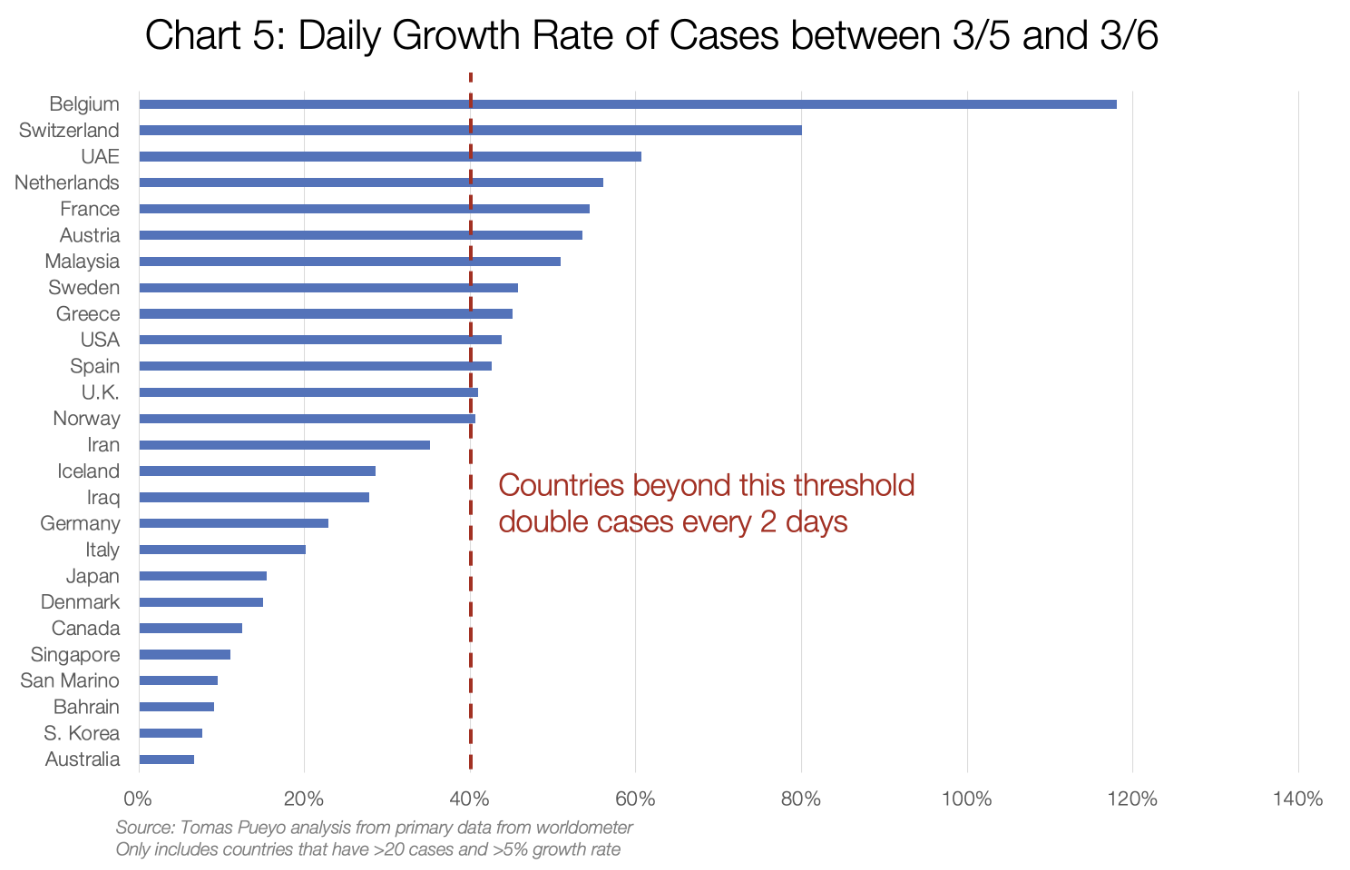 Chart 5: Daily Growth Rate of Cases between 3/5 and 3/6
Belgium
Switzerland
UAE
Netherlands
France
Austria
Malaysia
Sweden
Greece
USA
Spain
U.K.
Norway
Iran
Iceland
Iraq
Germany
Italy
Japan
Denmark
Canada
Singapore
San Marino
Bahrain
S. Korea
Australia
Countries beyond this threshold
double cases every 2 days
0% 20% 40% 60% 80% 100% 120% 140%
Source: Tomas Pueyo analysis from primary data from worldometer
Only includes countries that have >20 cases and >5% growth rate